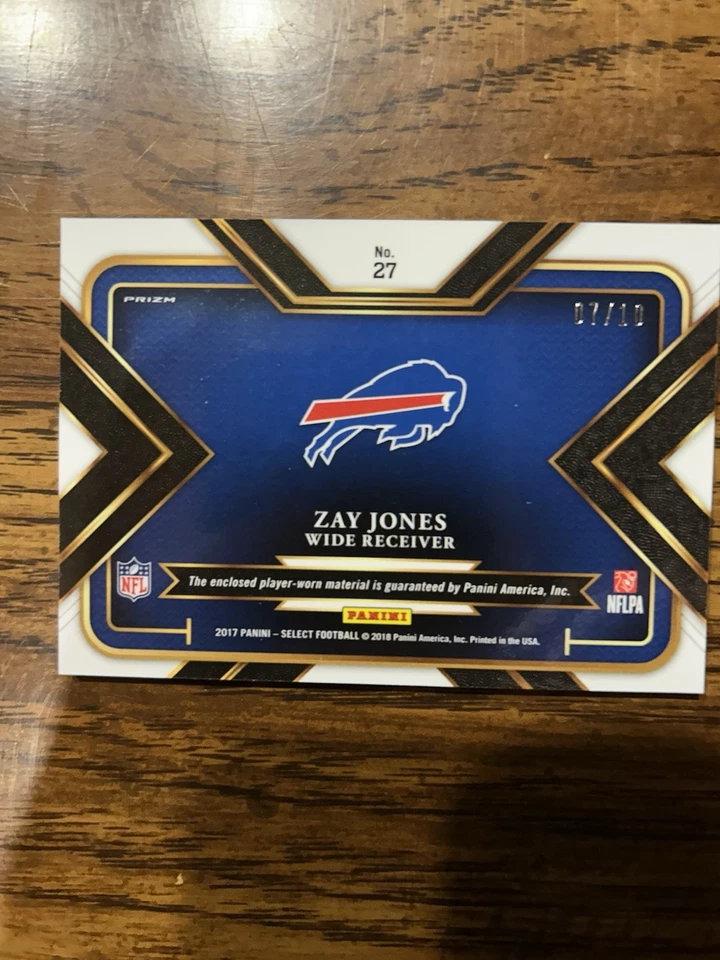 No.
27
PRIZM
07/10
ZAY JONES
WIDE RECEIVER
NFL
The enclosed player-worn material is guaranteed by Panini America, Inc.
NFLPA
PANINI
2017 PANINI – SELECT FOOTBALL © 2018 Panini America, Inc. Printed in the USA.